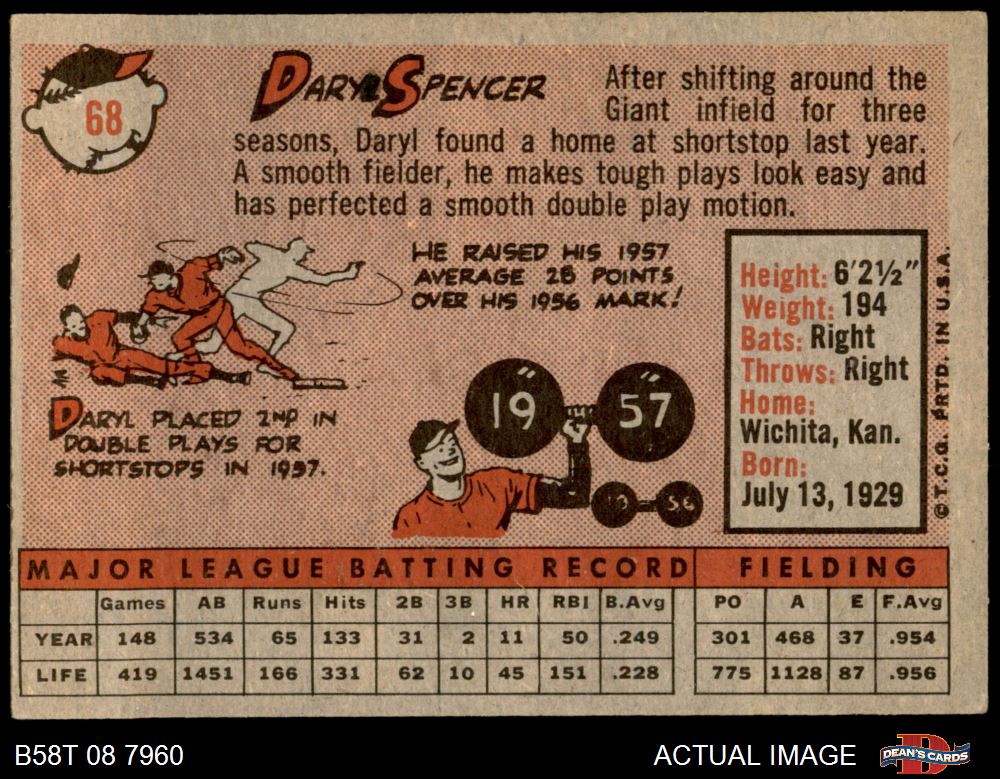 68
DARYL SPENCER
After shifting around the
Giant infield for three
seasons, Daryl found a home at shortstop last year.
A smooth fielder, he makes tough plays look easy and
has perfected a smooth double play motion.
HE RAISED HIS 1957
AVERAGE 28 POINTS
OVER HIS 1956 MARK!
DARYL PLACED 2ND IN
DOUBLE PLAYS FOR
SHORTSTOPS IN 1957.
19 57
19 56
Height: 6'2½"
Weight: 194
Bats: Right
Throws: Right
Home:
Wichita, Kan.
Born:
July 13, 1929
© T.C.G. PRTD. IN U.S.A.
MAJOR LEAGUE BATTING RECORD FIELDING
Games AB Runs Hits 2B 3B HR RBI B.Avg PO A E F.Avg
YEAR 148 534 65 133 31 2 11 50 .249 301 468 37 .954
LIFE 419 1451 166 331 62 10 45 151 .228 775 1128 87 .956
B58T 08 7960 ACTUAL IMAGE DEAN'S CARDS